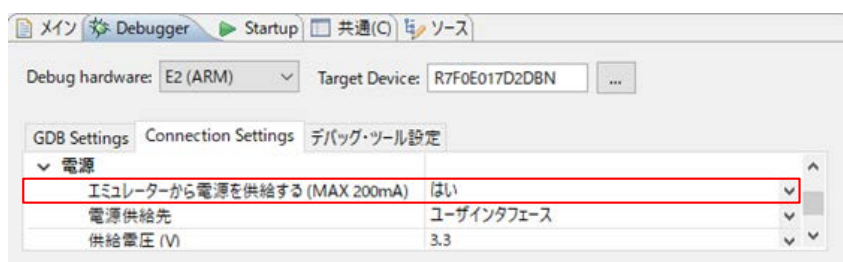 メイン Debugger Startup 共通(C) ソース
Debug hardware: E2 (ARM) Target Device: R7F0E017D2DBN ...
GDB Settings Connection Settings デバッグ・ツール設定
電源
エミュレーターから電源を供給する (MAX 200mA) はい
電源供給先 ユーザインタフェース
供給電圧 (V) 3.3